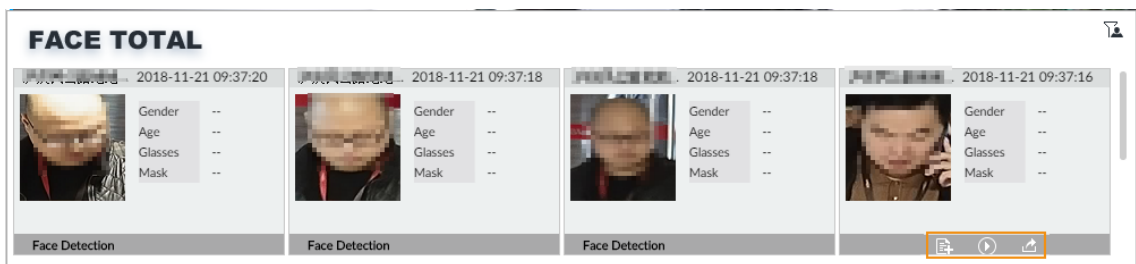 FACE TOTAL
2018-11-21 09:37:20
2018-11-21 09:37:18
2018-11-21 09:37:18
2018-11-21 09:37:16
Gender --
Age --
Glasses --
Mask --
Gender --
Age --
Glasses --
Mask --
Gender --
Age --
Glasses --
Mask --
Gender --
Age --
Glasses --
Mask --
Face Detection
Face Detection
Face Detection